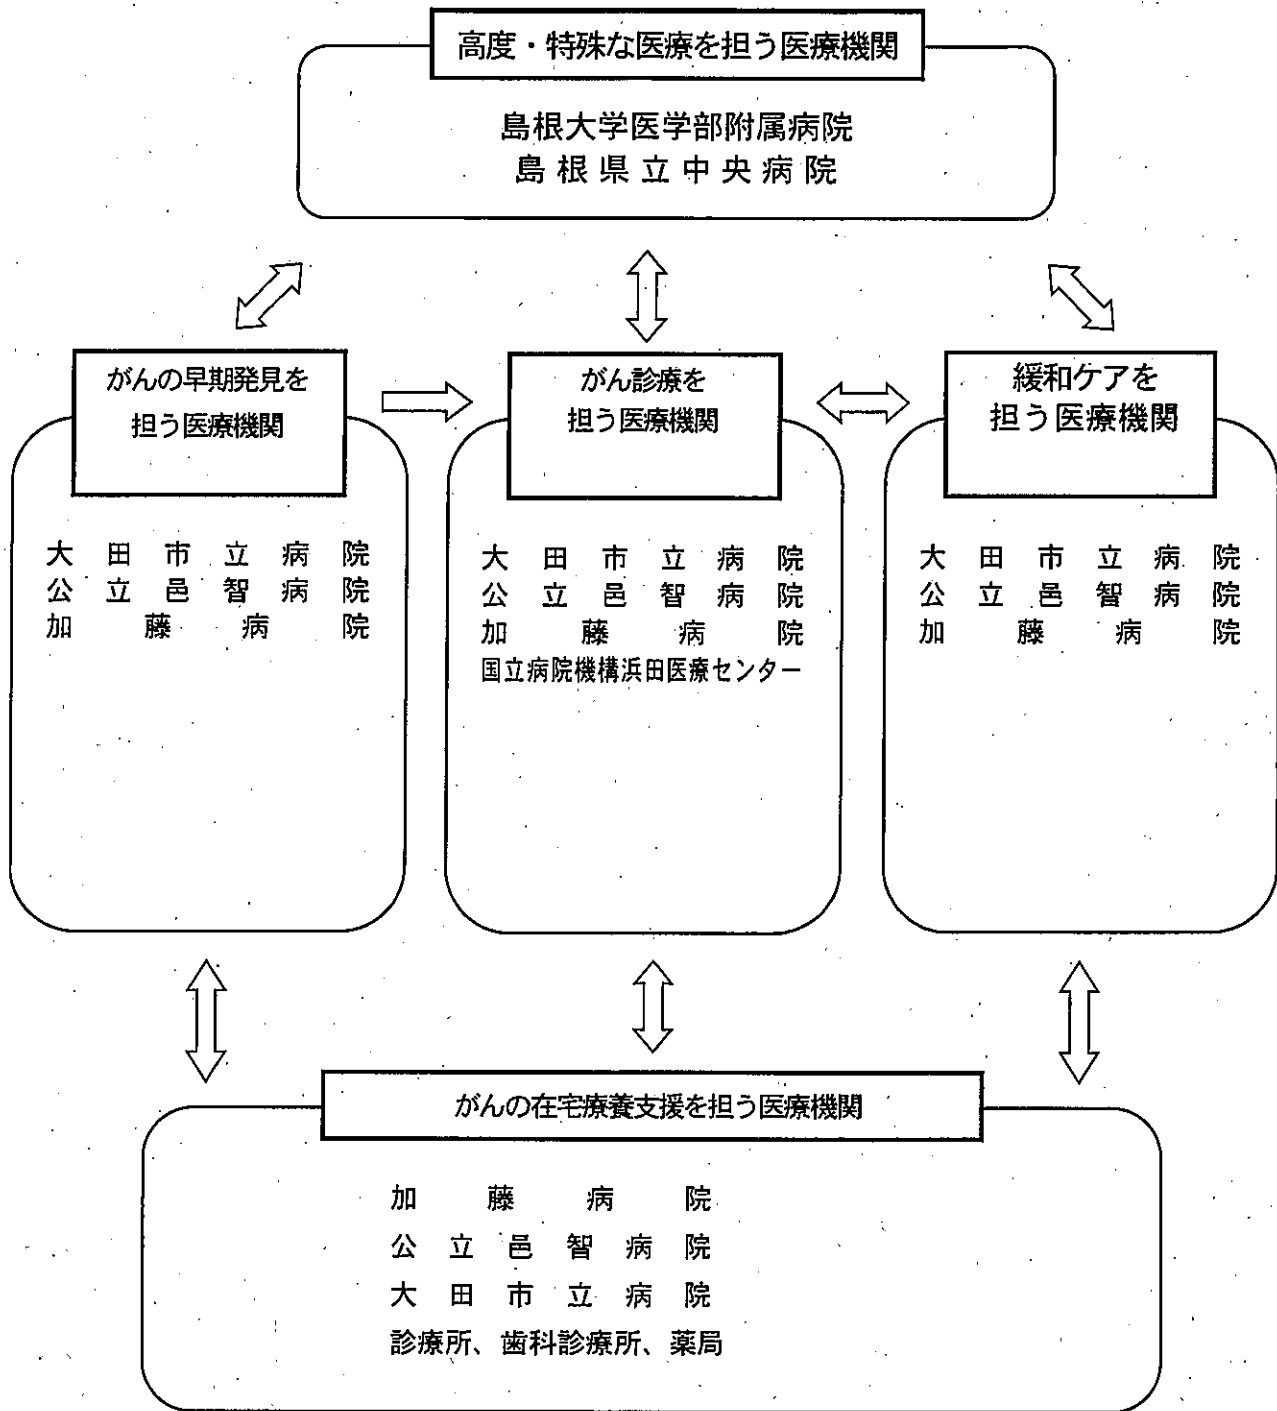 高度・特殊な医療を担う医療機関
島根大学医学部附属病院
島根県立中央病院
がんの早期発見を
担う医療機関
大田市立病院
公立邑智病院
加藤病院
がん診療を
担う医療機関
大田市立病院
公立邑智病院
加藤病院
国立病院機構浜田医療センター
緩和ケアを
担う医療機関
大田市立病院
公立邑智病院
加藤病院
がんの在宅療養支援を担う医療機関
加藤病院
公立邑智病院
大田市立病院
診療所、歯科診療所、薬局